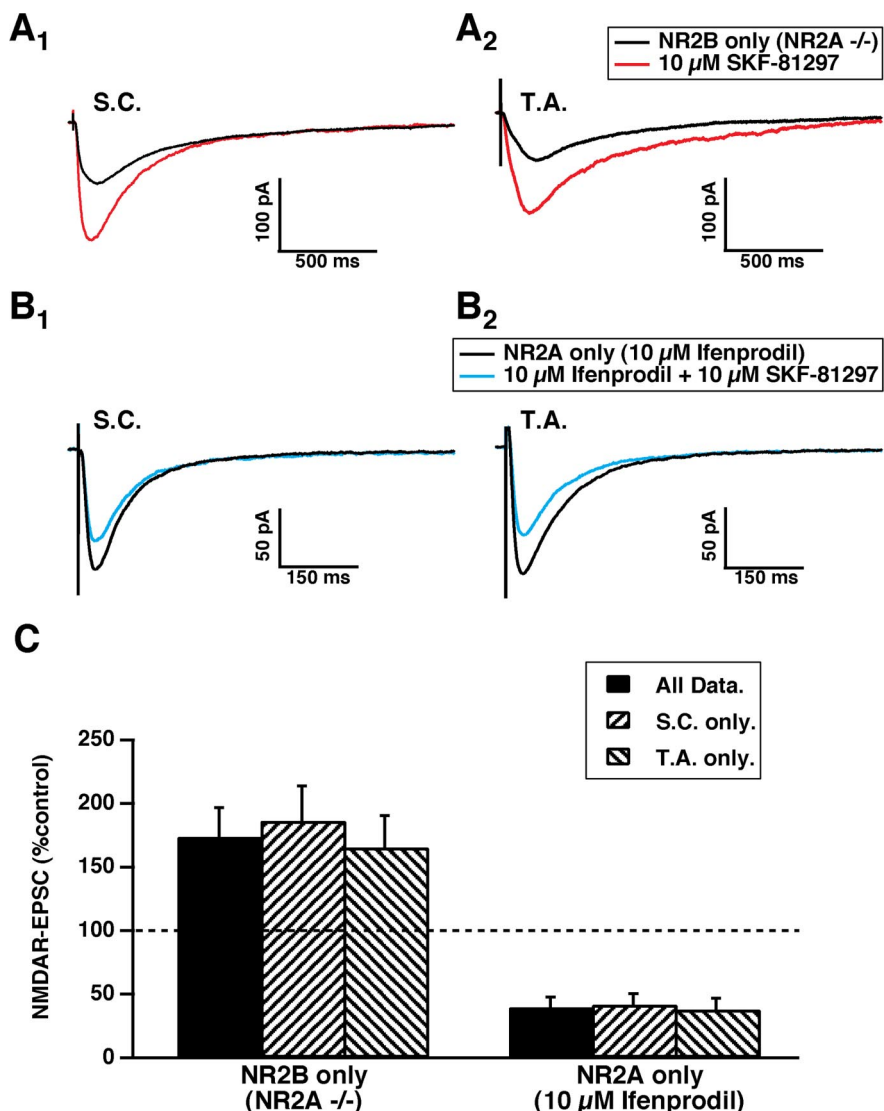 A1
A2
NR2B only (NR2A -/-)
10 µM SKF-81297
S.C.
T.A.
100 pA
500 ms
100 pA
500 ms
B1
B2
NR2A only (10 µM Ifenprodil)
10 µM Ifenprodil + 10 µM SKF-81297
S.C.
T.A.
50 pA
150 ms
50 pA
150 ms
C
All Data.
S.C. only.
T.A. only.
NMDAR-EPSC (%control)
250
200
150
100
50
0
NR2B only
(NR2A -/-)
NR2A only
(10 µM Ifenprodil)